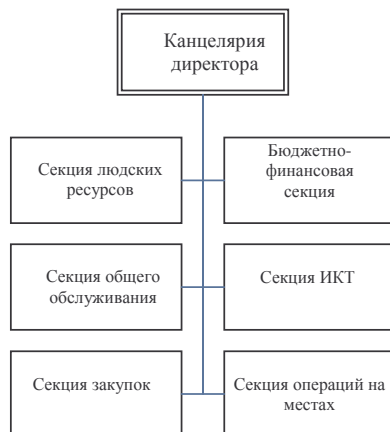 Канцелярия
директора
Секция людских
ресурсов
Бюджетно-
финансовая
секция
Секция общего
обслуживания
Секция ИКТ
Секция закупок
Секция операций на
местах